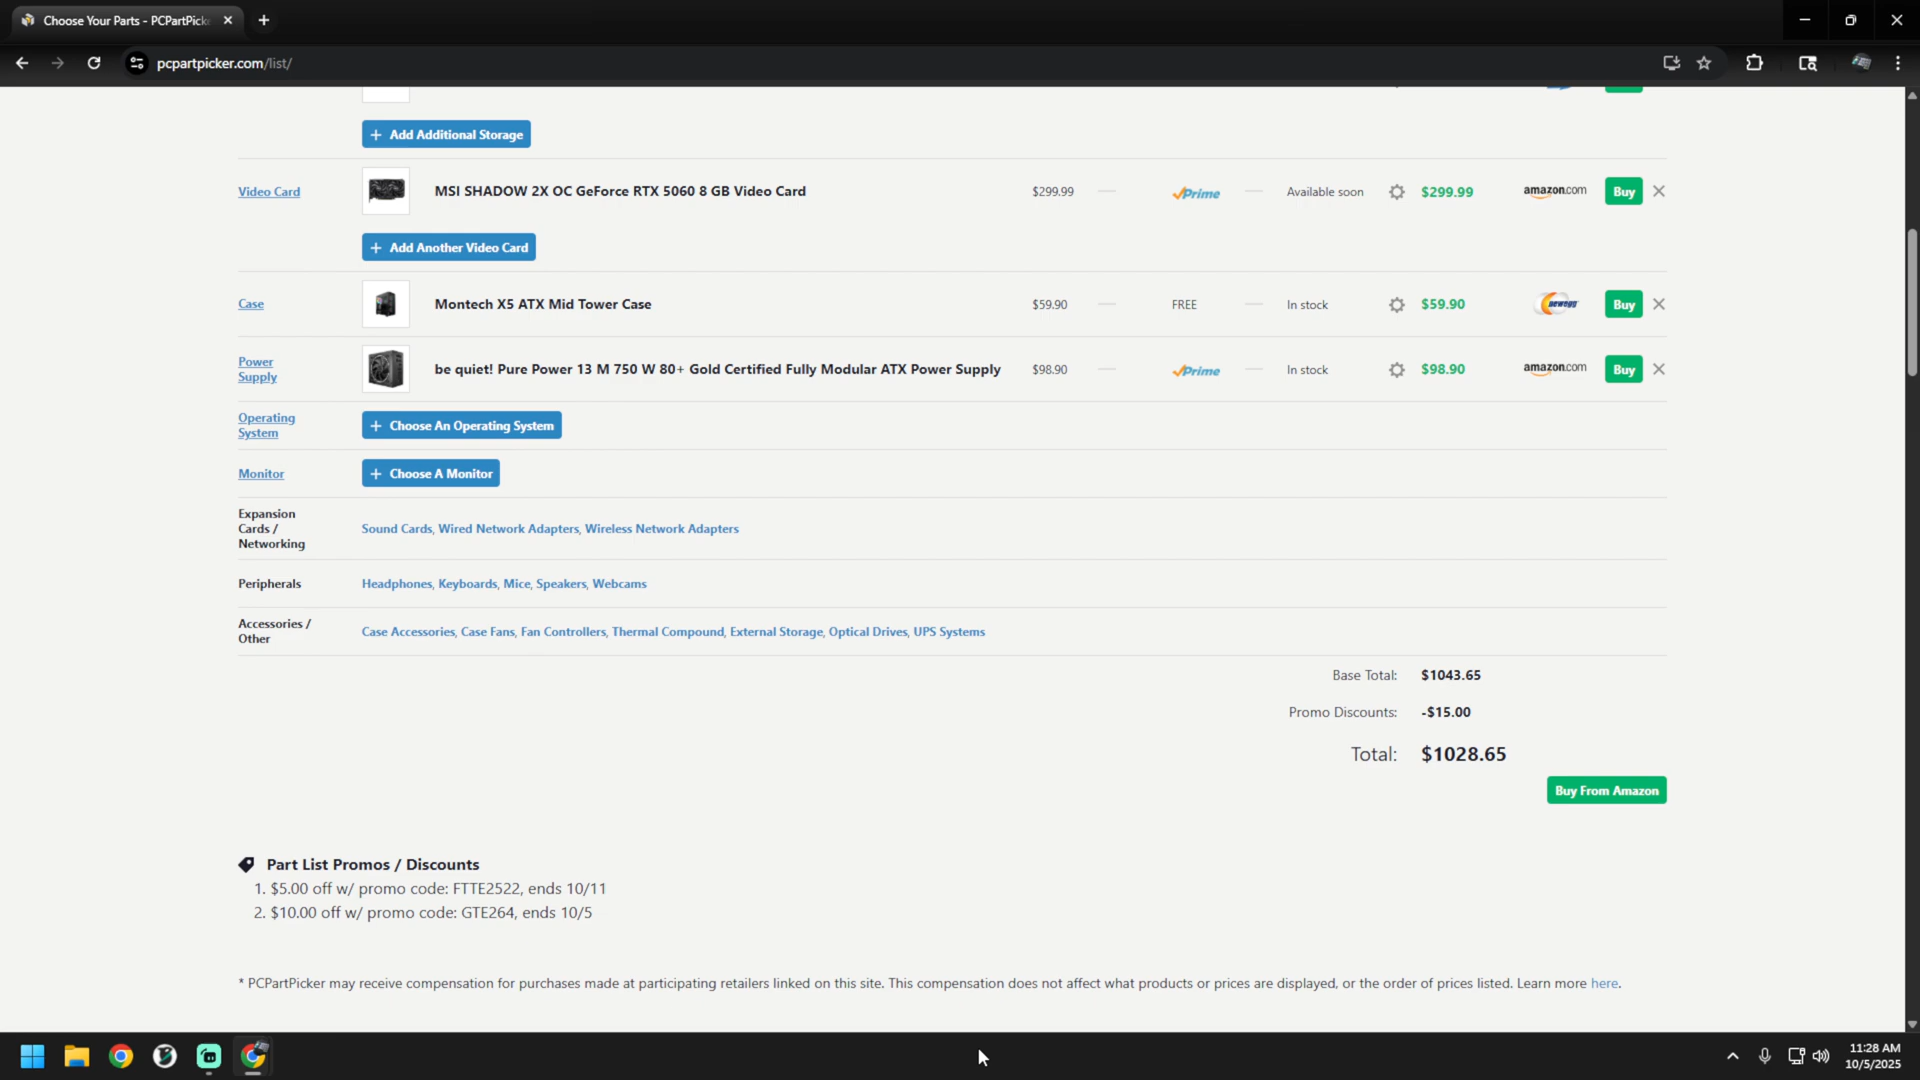 Choose Your Parts - PCPartPick
pcpartpicker.com/list/
+ Add Additional Storage
Video Card
MSI SHADOW 2X OC GeForce RTX 5060 8 GB Video Card
$299.99
Prime
Available soon
$299.99
amazon.com
Buy
+ Add Another Video Card
Case
Montech X5 ATX Mid Tower Case
$59.90
FREE
In stock
$59.90
newegg
Buy
Power
Supply
be quiet! Pure Power 13 M 750 W 80+ Gold Certified Fully Modular ATX Power Supply
$98.90
Prime
In stock
$98.90
amazon.com
Buy
Operating
System
+ Choose An Operating System
Monitor
+ Choose A Monitor
Expansion
Cards /
Networking
Sound Cards, Wired Network Adapters, Wireless Network Adapters
Peripherals
Headphones, Keyboards, Mice, Speakers, Webcams
Accessories /
Other
Case Accessories, Case Fans, Fan Controllers, Thermal Compound, External Storage, Optical Drives, UPS Systems
Base Total: $1043.65
Promo Discounts: -$15.00
Total: $1028.65
Buy From Amazon
Part List Promos / Discounts
1. $5.00 off w/ promo code: FTTE2522, ends 10/11
2. $10.00 off w/ promo code: GTE264, ends 10/5
* PCPartPicker may receive compensation for purchases made at participating retailers linked on this site. This compensation does not affect what products or prices are displayed, or the order of prices listed. Learn more here.
11:28 AM
10/5/2025